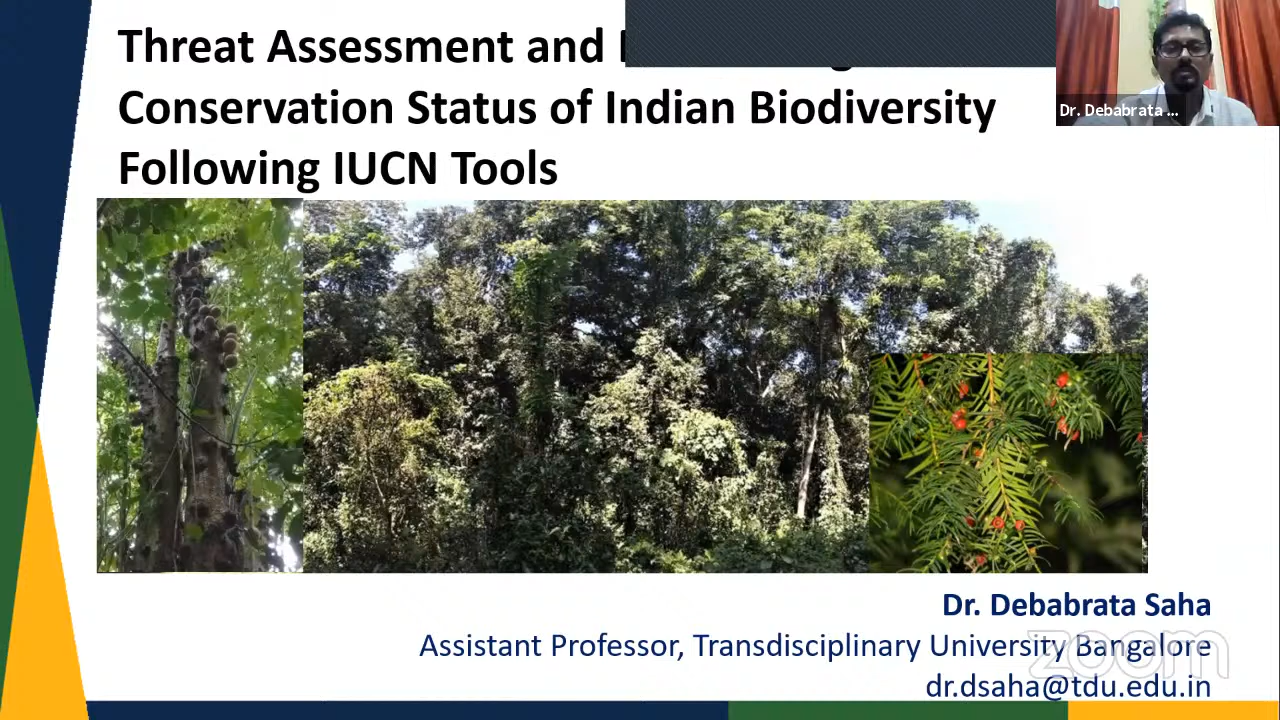 Threat Assessment and
Conservation Status of Indian Biodiversity
Following IUCN Tools
Dr. Debabrata ...
Dr. Debabrata Saha
Assistant Professor, Transdisciplinary University Bangalore
dr.dsaha@tdu.edu.in
zoom